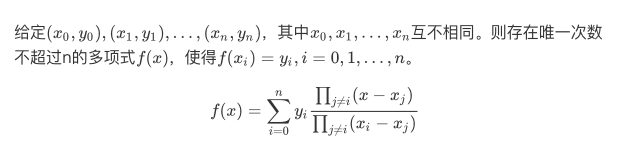 给定(x₀, y₀), (x₁, y₁), . . . , (xₙ, yₙ)，其中x₀, x₁, . . . , xₙ互不相同。则存在唯一次数
不超过n的多项式f(x)，使得f(xᵢ) = yᵢ, i = 0, 1, . . . , n。
f(x) = ∑_{i=0}^{n} yᵢ \frac{∏_{j≠i}(x − xⱼ)}{∏_{j≠i}(xᵢ − xⱼ)}